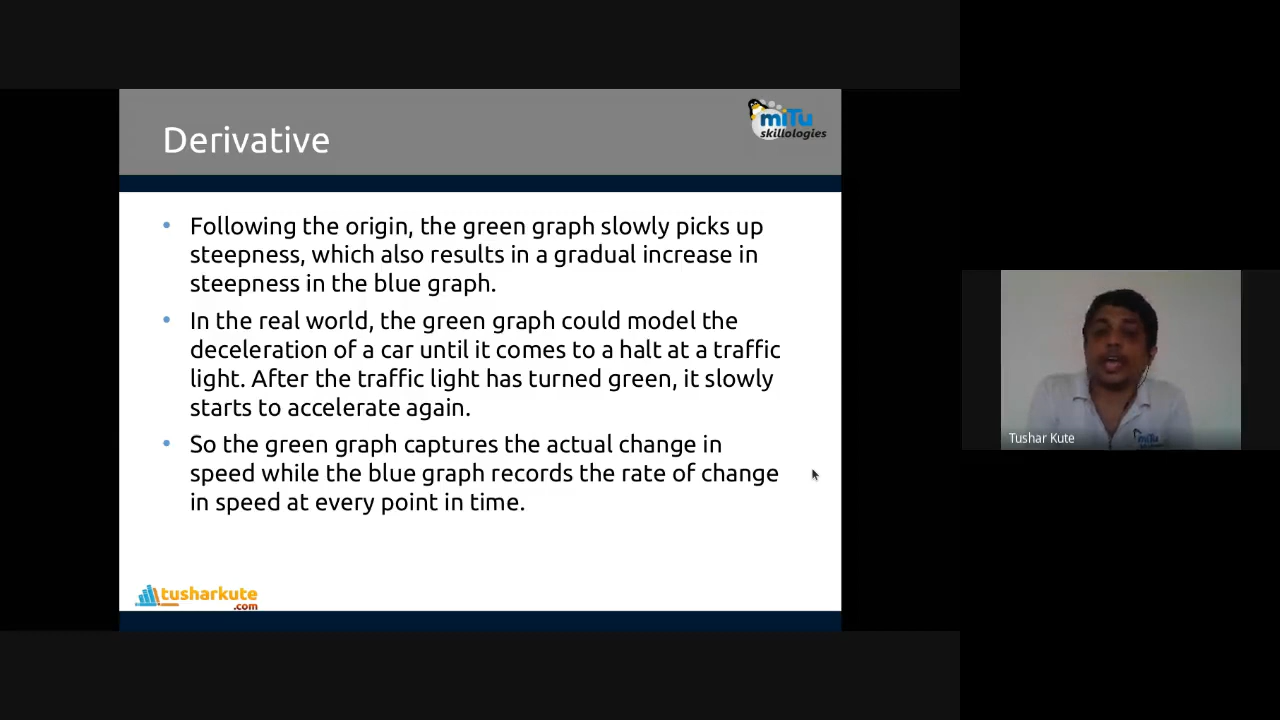 Derivative
miTu
skillologies
Following the origin, the green graph slowly picks up
steepness, which also results in a gradual increase in
steepness in the blue graph.
In the real world, the green graph could model the
deceleration of a car until it comes to a halt at a traffic
light. After the traffic light has turned green, it slowly
starts to accelerate again.
So the green graph captures the actual change in
speed while the blue graph records the rate of change
in speed at every point in time.
tusharkute
.com
miTu
Tushar Kute